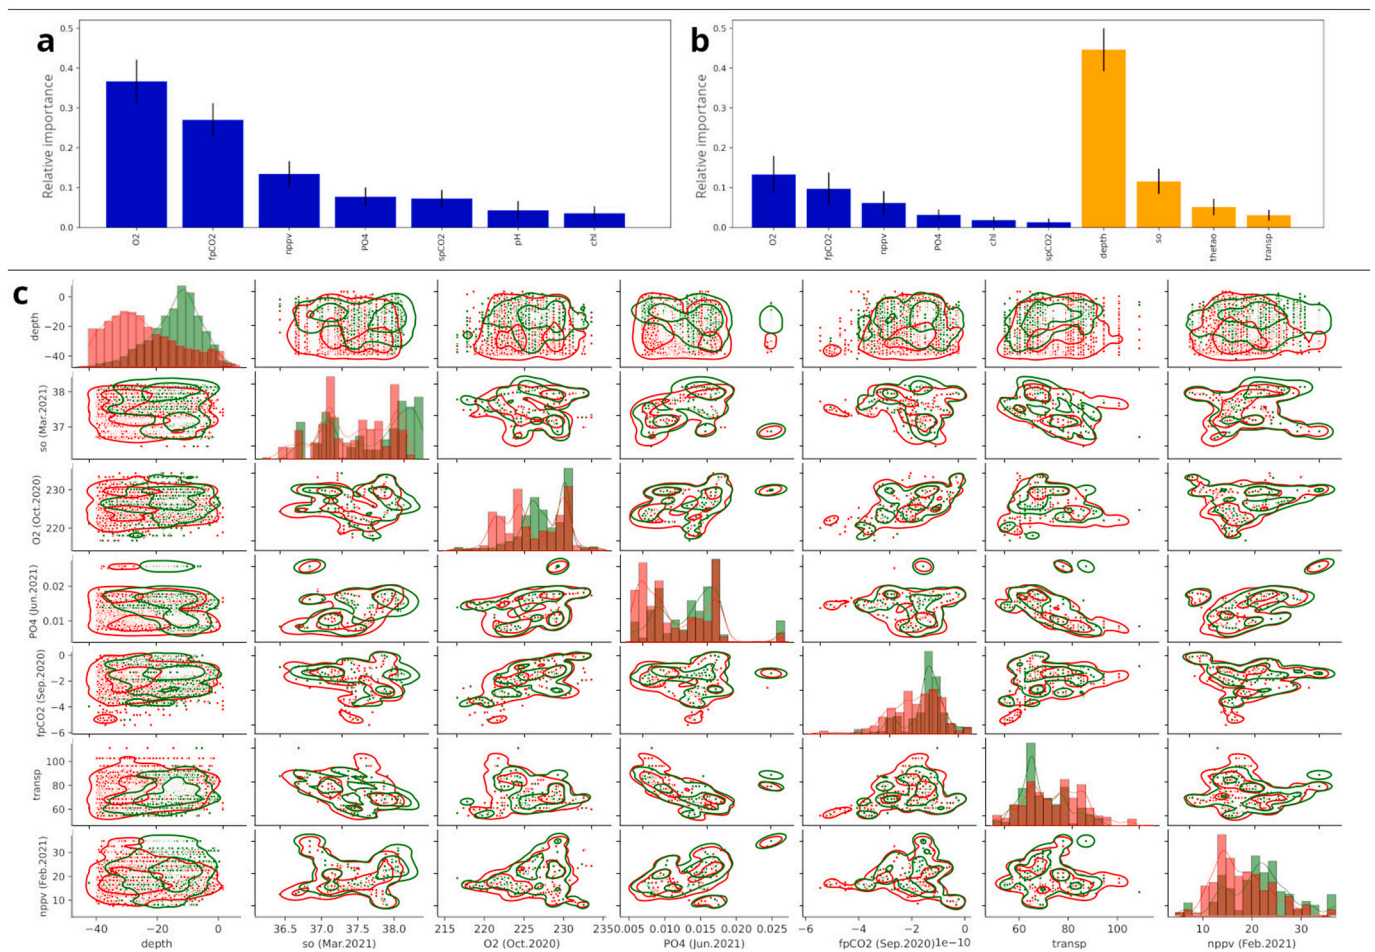 a
0.5
0.4
0.3
0.2
0.1
0.0
Relative importance
O2
fpCO2
nppv
PO4
spCO2
pH
chl
b
0.5
0.4
0.3
0.2
0.1
0.0
Relative importance
O2
fpCO2
nppv
PO4
chl
spCO2
depth
so
thetao
transp
c
depth
0
−20
−40
so (Mar.2021)
38
37
O2 (Oct.2020)
230
220
PO4 (Jun.2021)
0.02
0.01
fpCO2 (Sep.2020)
0
−2
−4
−6
transp
100
80
60
nppv (Feb.2021)
30
20
10
−40 −20 0
depth
36.5 37.0 37.5 38.0
so (Mar.2021)
215 220 225 230 235
O2 (Oct.2020)
0.005 0.010 0.015 0.020 0.025
PO4 (Jun.2021)
−6 −4 −2 0
fpCO2 (Sep.2020) 1e−10
60 80 100
transp
10 20 30
nppv (Feb.2021)